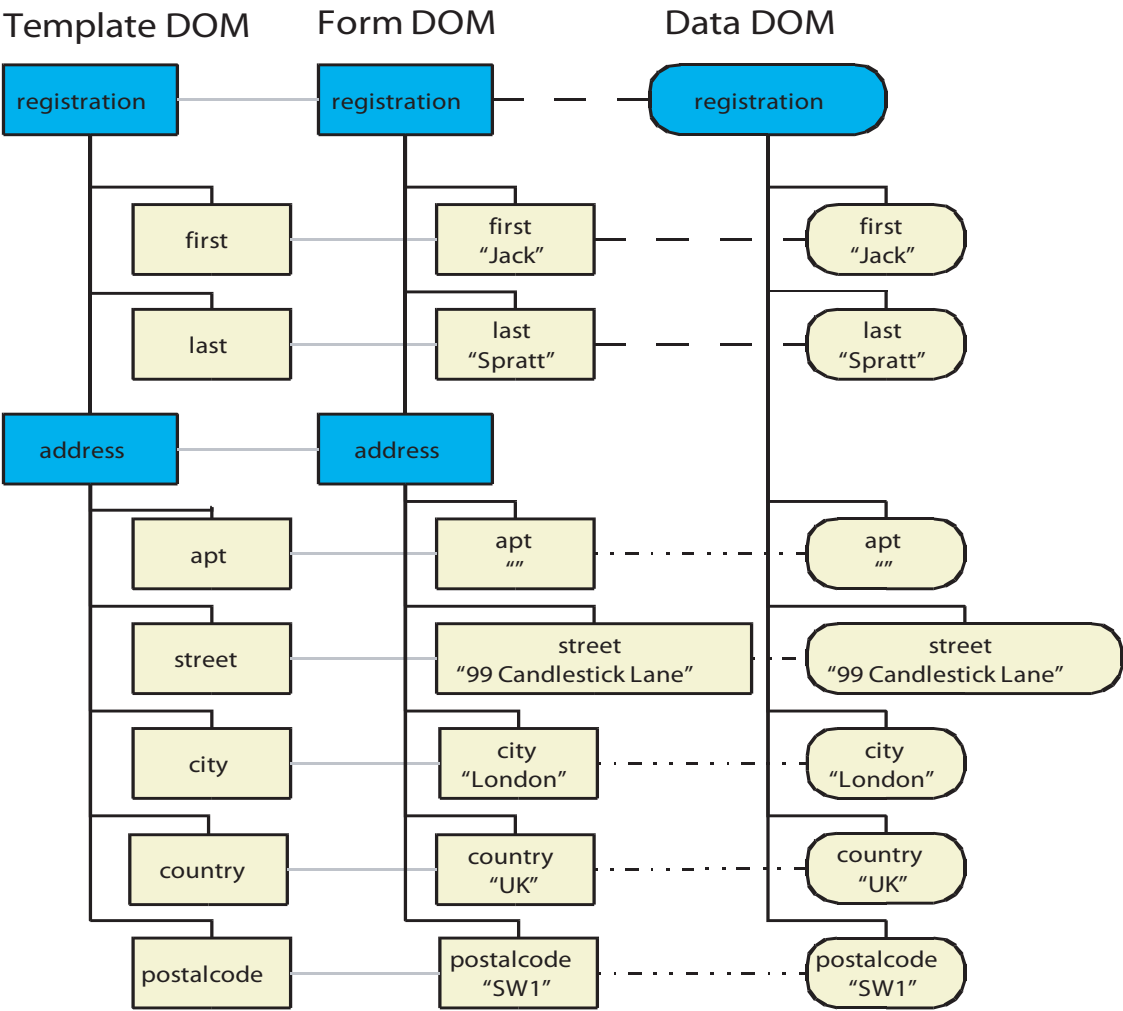 Template DOM Form DOM Data DOM
registration registration registration
first first first
“Jack” “Jack”
last last last
“Spratt” “Spratt”
address address
apt apt apt
“” “”
street street street
“99 Candlestick Lane” “99 Candlestick Lane”
city city city
“London” “London”
country country country
“UK” “UK”
postalcode postalcode postalcode
“SW1” “SW1”